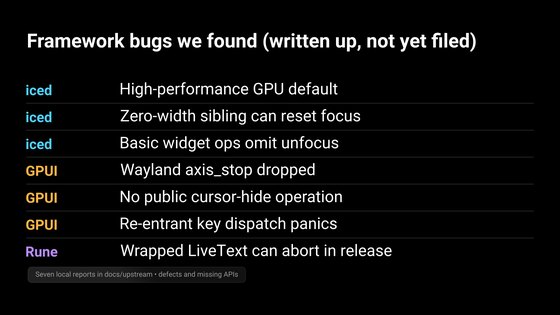 Framework bugs we found (written up, not yet filed)
iced High-performance GPU default
iced Zero-width sibling can reset focus
iced Basic widget ops omit unfocus
GPUI Wayland axis_stop dropped
GPUI No public cursor-hide operation
GPUI Re-entrant key dispatch panics
Rune Wrapped LiveText can abort in release
Seven local reports in docs/upstream • defects and missing APIs